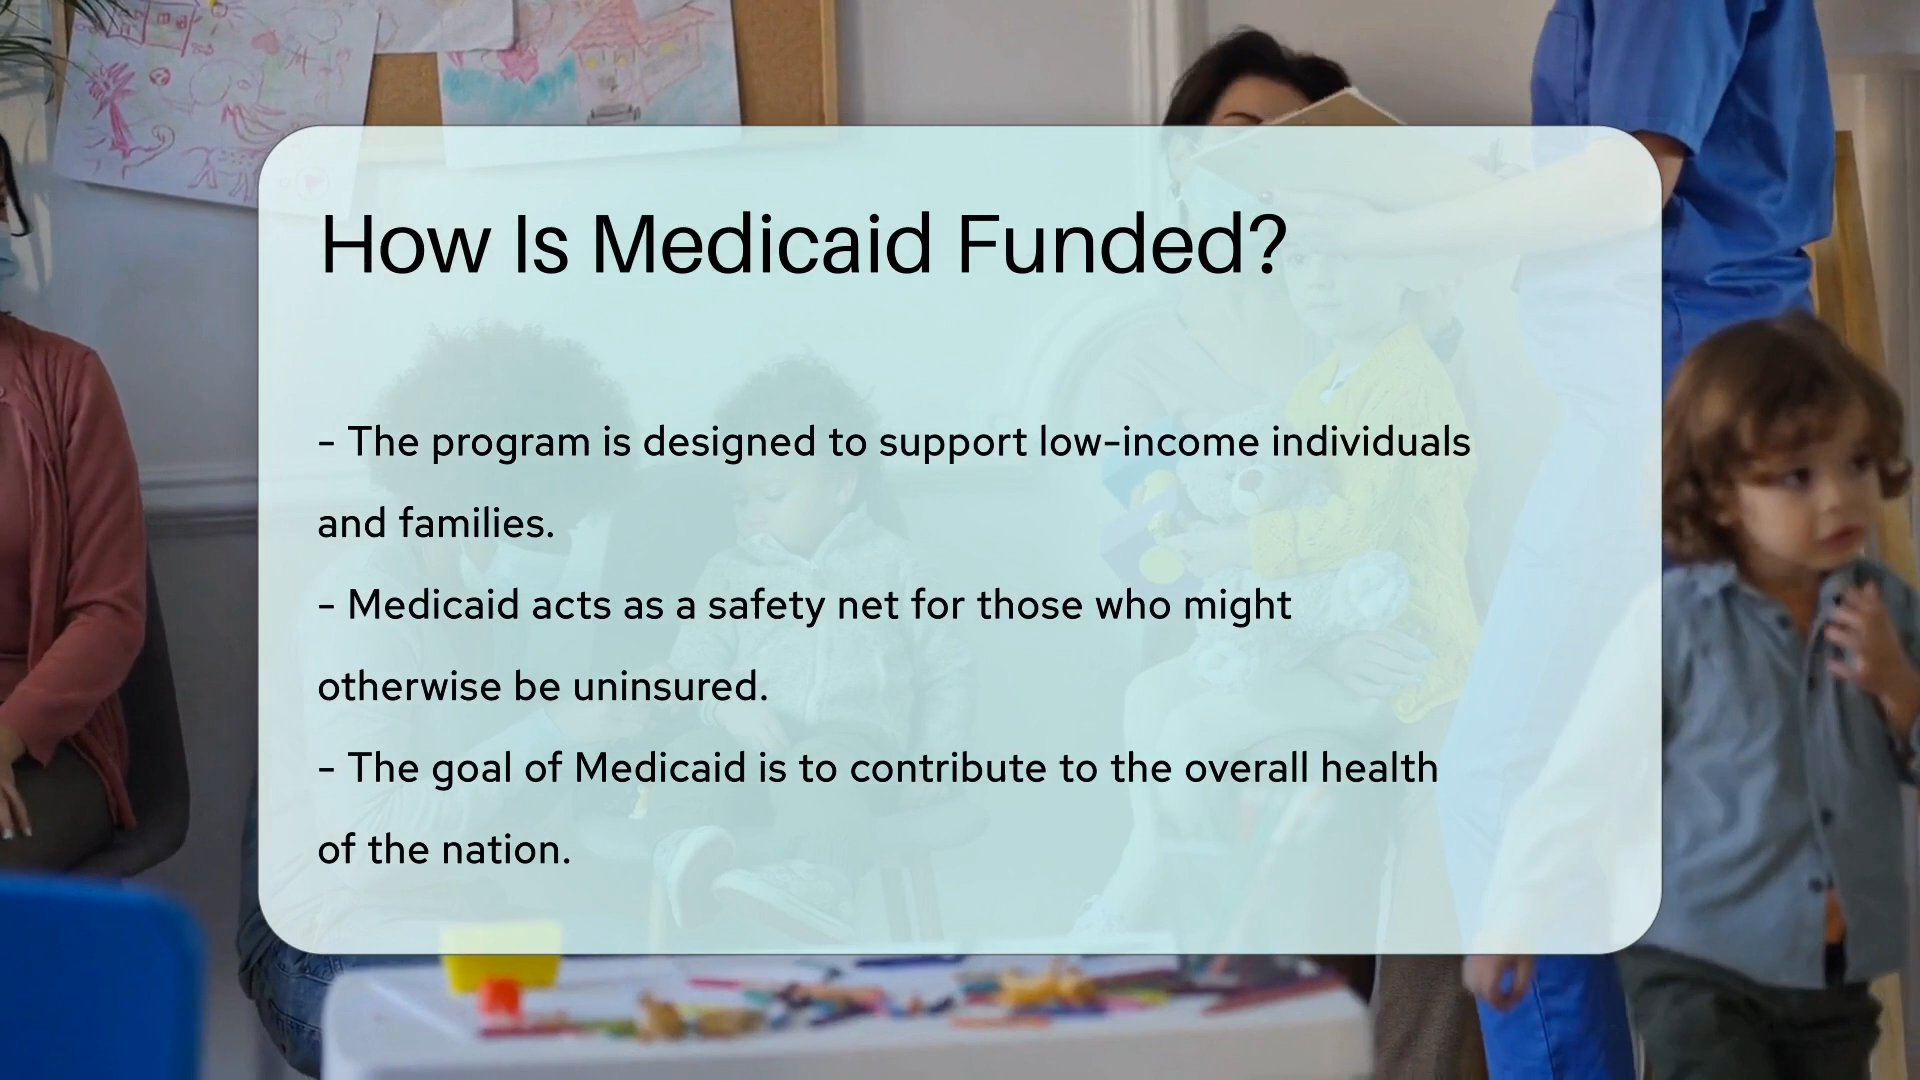 How Is Medicaid Funded?
- The program is designed to support low-income individuals
and families.
- Medicaid acts as a safety net for those who might
otherwise be uninsured.
- The goal of Medicaid is to contribute to the overall health
of the nation.